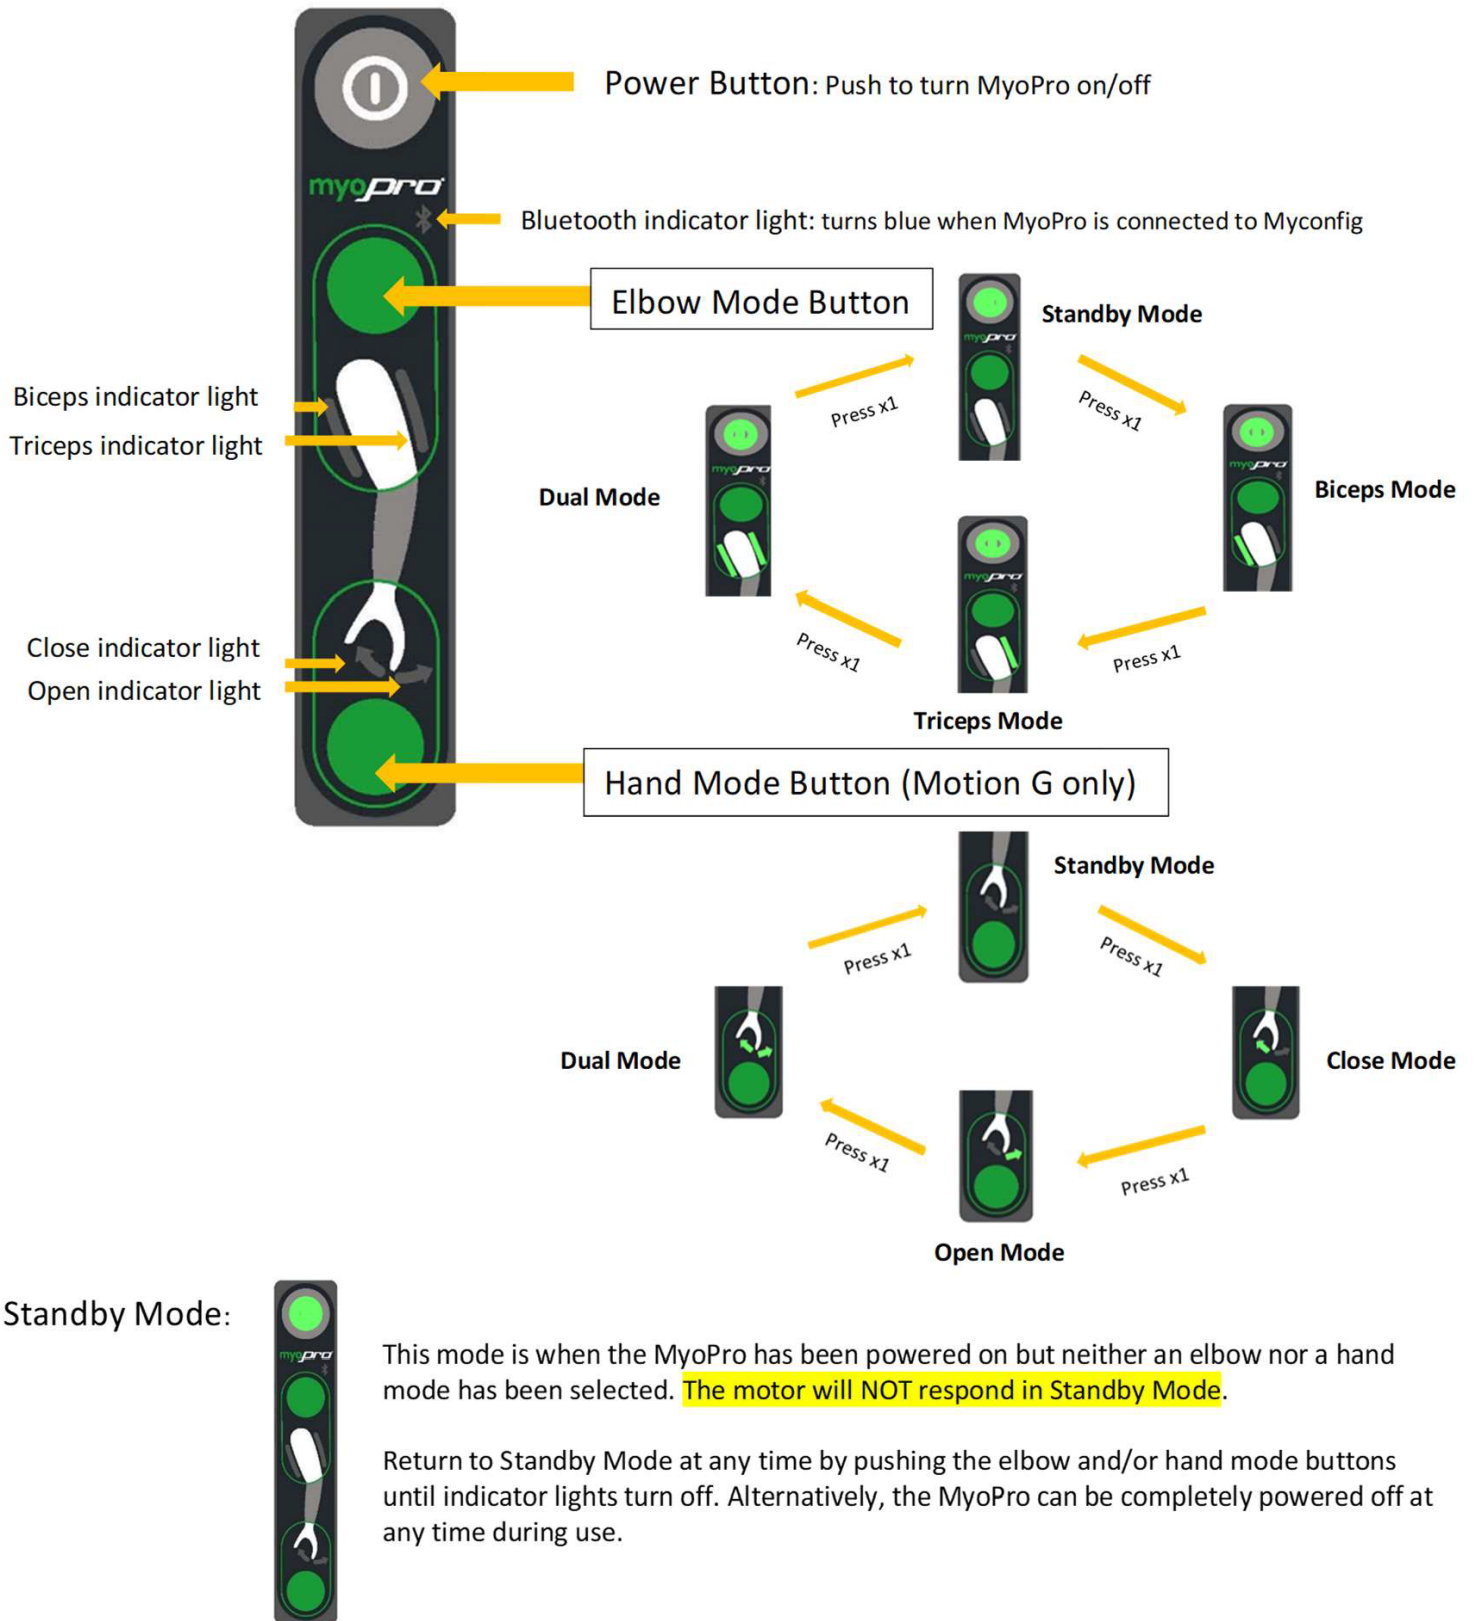 Power Button: Push to turn MyoPro on/off
myopro
Bluetooth indicator light: turns blue when MyoPro is connected to Myconfig
Elbow Mode Button
Biceps indicator light
Triceps indicator light
Close indicator light
Open indicator light
myopro
Standby Mode
Press x1
Press x1
myopro
Dual Mode
myopro
Biceps Mode
myopro
Press x1
Press x1
Triceps Mode
Hand Mode Button (Motion G only)
Standby Mode
Press x1
Press x1
Dual Mode
Close Mode
Press x1
Press x1
Open Mode
Standby Mode:
myopro
This mode is when the MyoPro has been powered on but neither an elbow nor a hand
mode has been selected. The motor will NOT respond in Standby Mode.
Return to Standby Mode at any time by pushing the elbow and/or hand mode buttons
until indicator lights turn off. Alternatively, the MyoPro can be completely powered off at
any time during use.